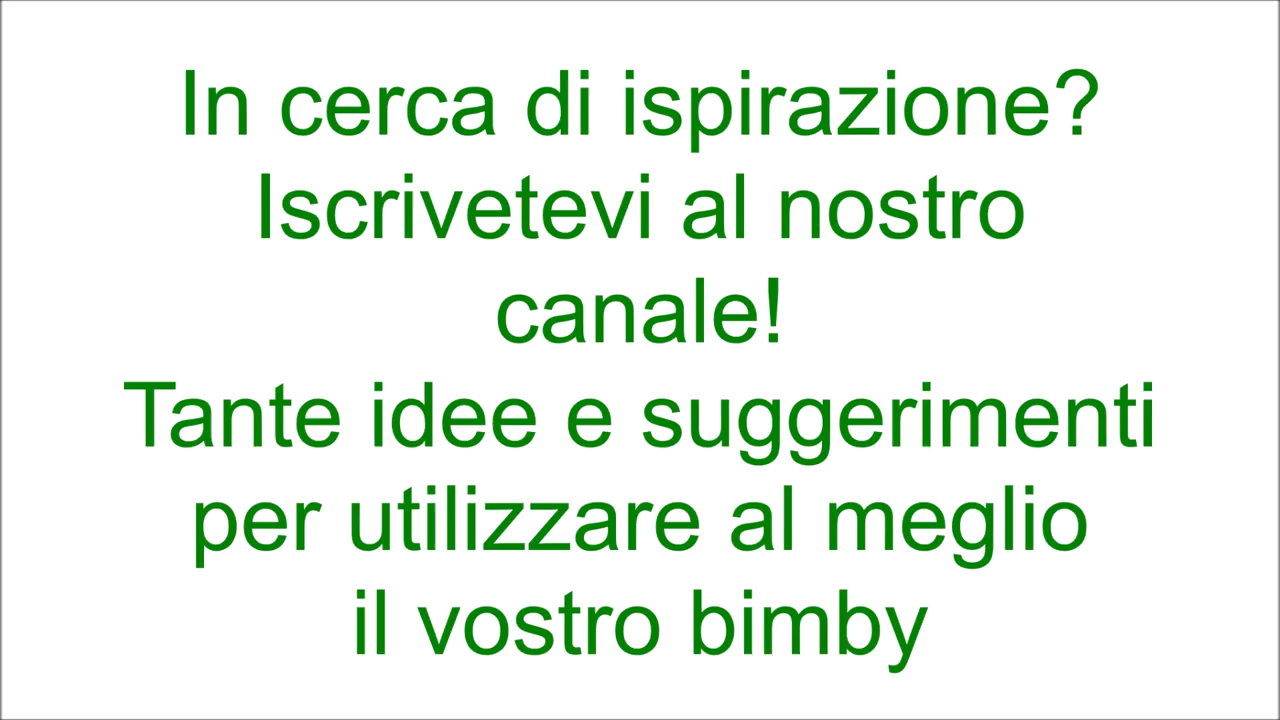 In cerca di ispirazione?
Iscrivetevi al nostro
canale!
Tante idee e suggerimenti
per utilizzare al meglio
il vostro bimby